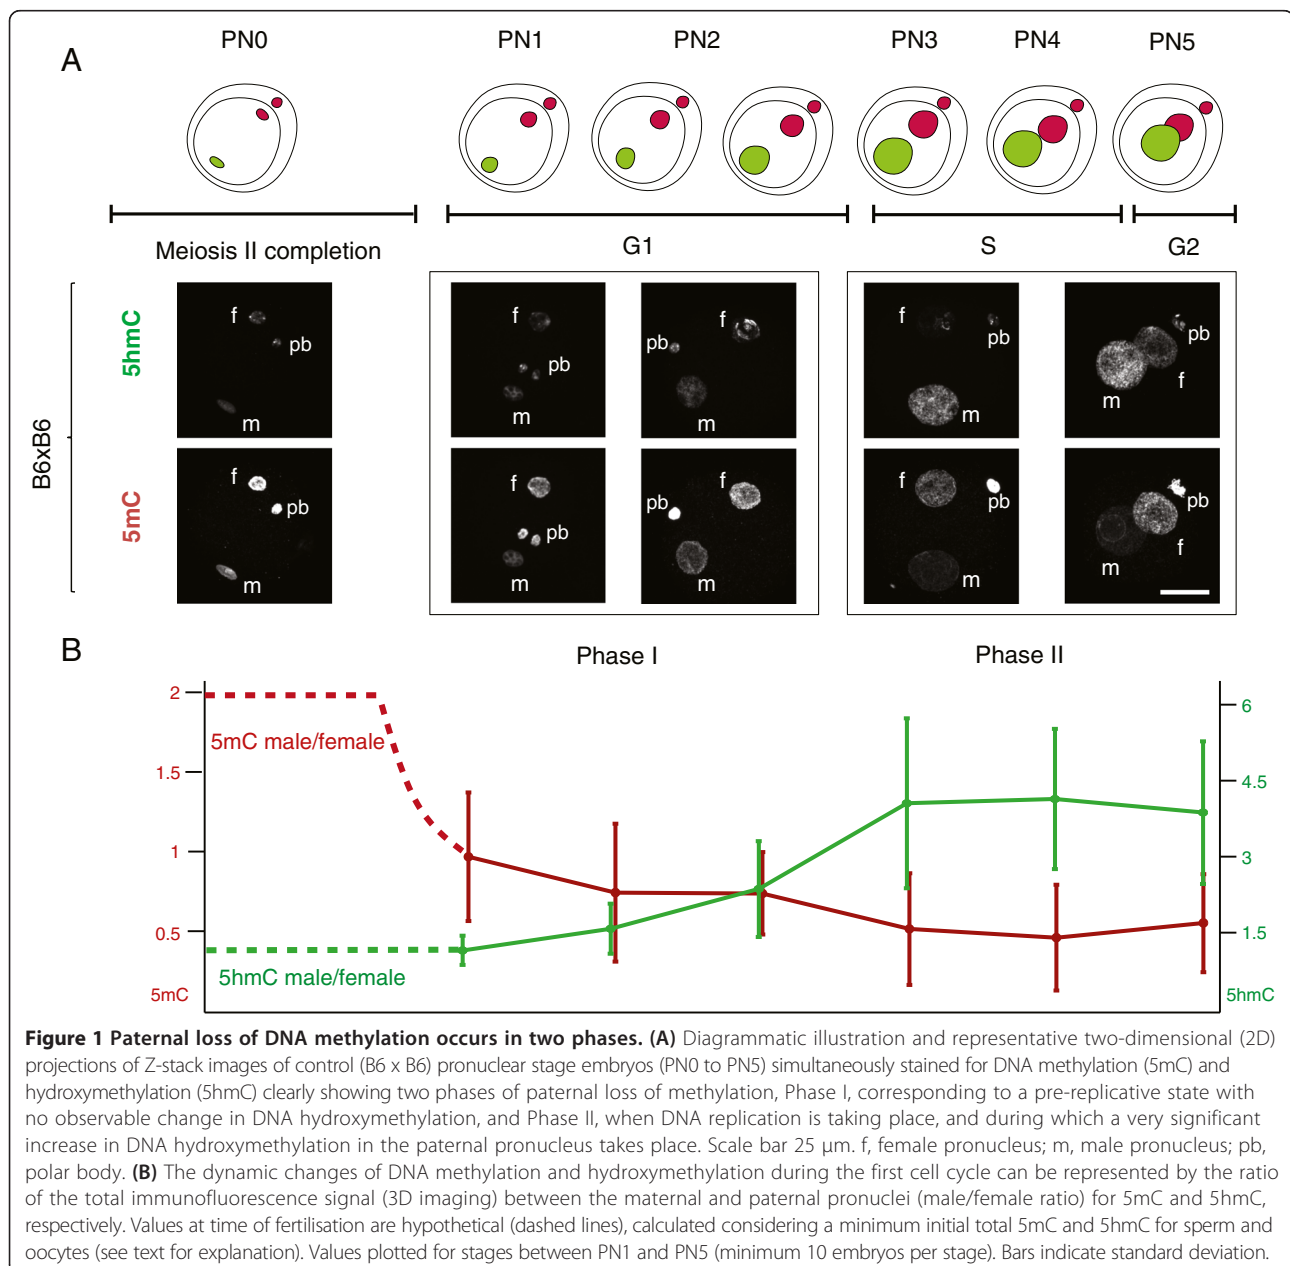 A
PN0 PN1 PN2 PN3 PN4 PN5
Meiosis II completion G1 S G2
B6xB6
5hmC
f pb m
f pb m
pb f m
pb m
m pb f
5mC
f pb m
f pb m
pb f m
f pb m
m pb f
B
Phase I Phase II
2
1.5
1
0.5
5mC
5mC male/female
5hmC male/female
6
4.5
3
1.5
5hmC
Figure 1 Paternal loss of DNA methylation occurs in two phases. (A) Diagrammatic illustration and representative two-dimensional (2D)
projections of Z-stack images of control (B6 x B6) pronuclear stage embryos (PN0 to PN5) simultaneously stained for DNA methylation (5mC) and
hydroxymethylation (5hmC) clearly showing two phases of paternal loss of methylation, Phase I, corresponding to a pre-replicative state with
no observable change in DNA hydroxymethylation, and Phase II, when DNA replication is taking place, and during which a very significant
increase in DNA hydroxymethylation in the paternal pronucleus takes place. Scale bar 25 μm. f, female pronucleus; m, male pronucleus; pb,
polar body. (B) The dynamic changes of DNA methylation and hydroxymethylation during the first cell cycle can be represented by the ratio
of the total immunofluorescence signal (3D imaging) between the maternal and paternal pronuclei (male/female ratio) for 5mC and 5hmC,
respectively. Values at time of fertilisation are hypothetical (dashed lines), calculated considering a minimum initial total 5mC and 5hmC for sperm and
oocytes (see text for explanation). Values plotted for stages between PN1 and PN5 (minimum 10 embryos per stage). Bars indicate standard deviation.